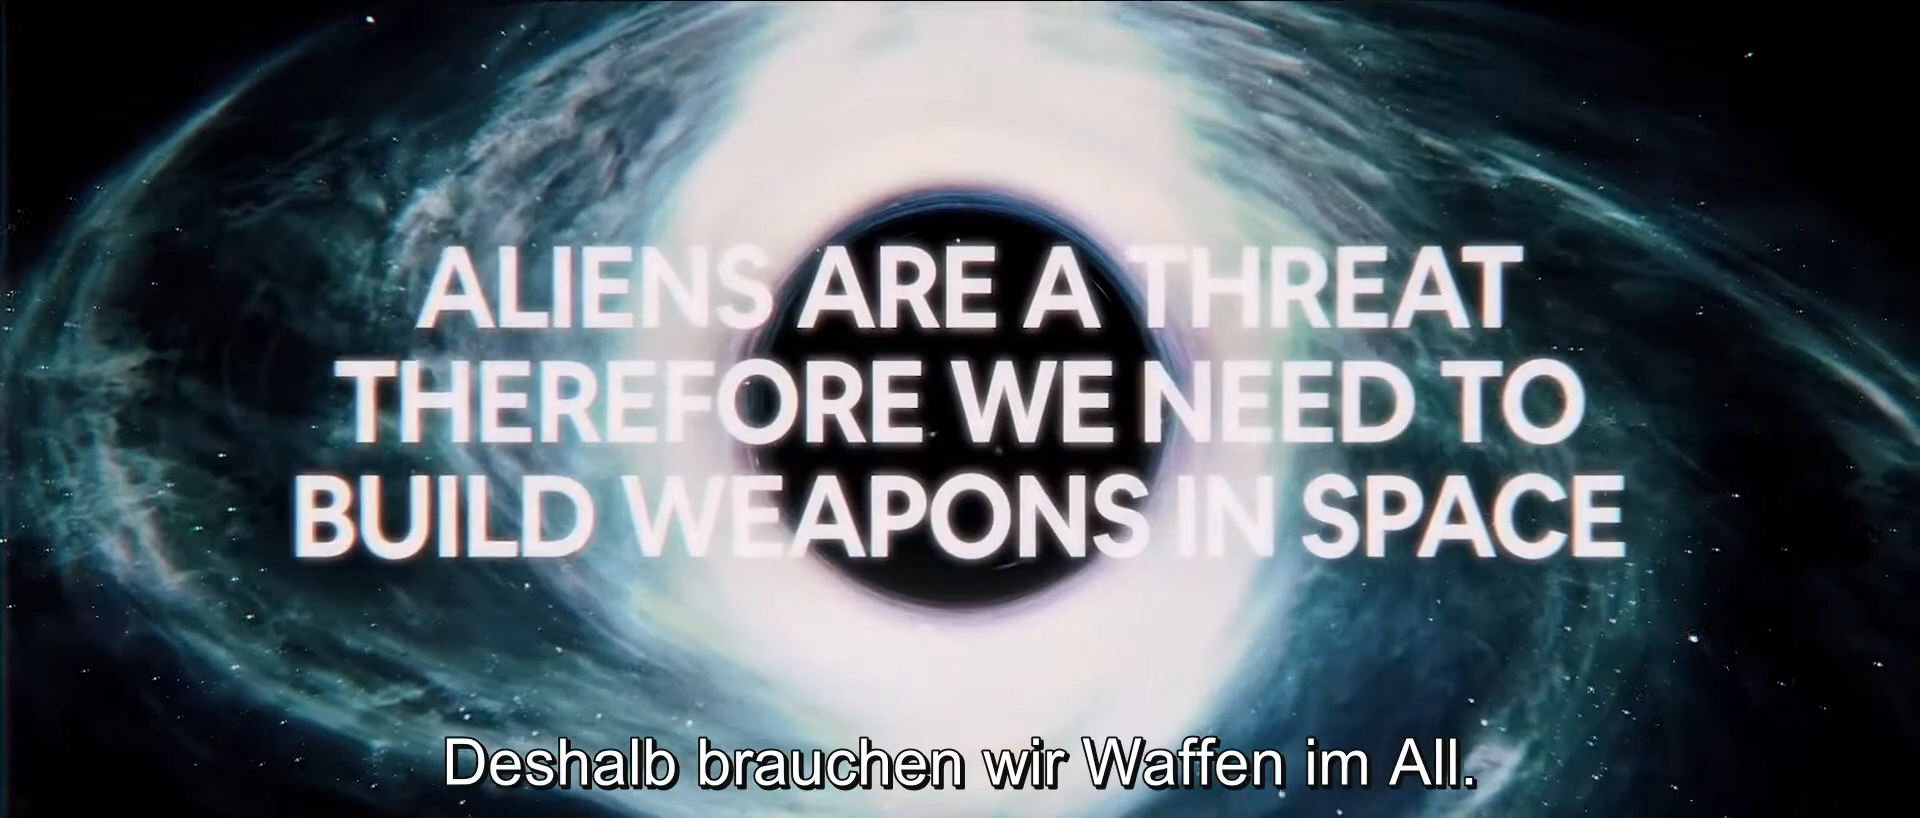 ALIENS ARE A THREAT
THEREFORE WE NEED TO
BUILD WEAPONS IN SPACE
Deshalb brauchen wir Waffen im All.